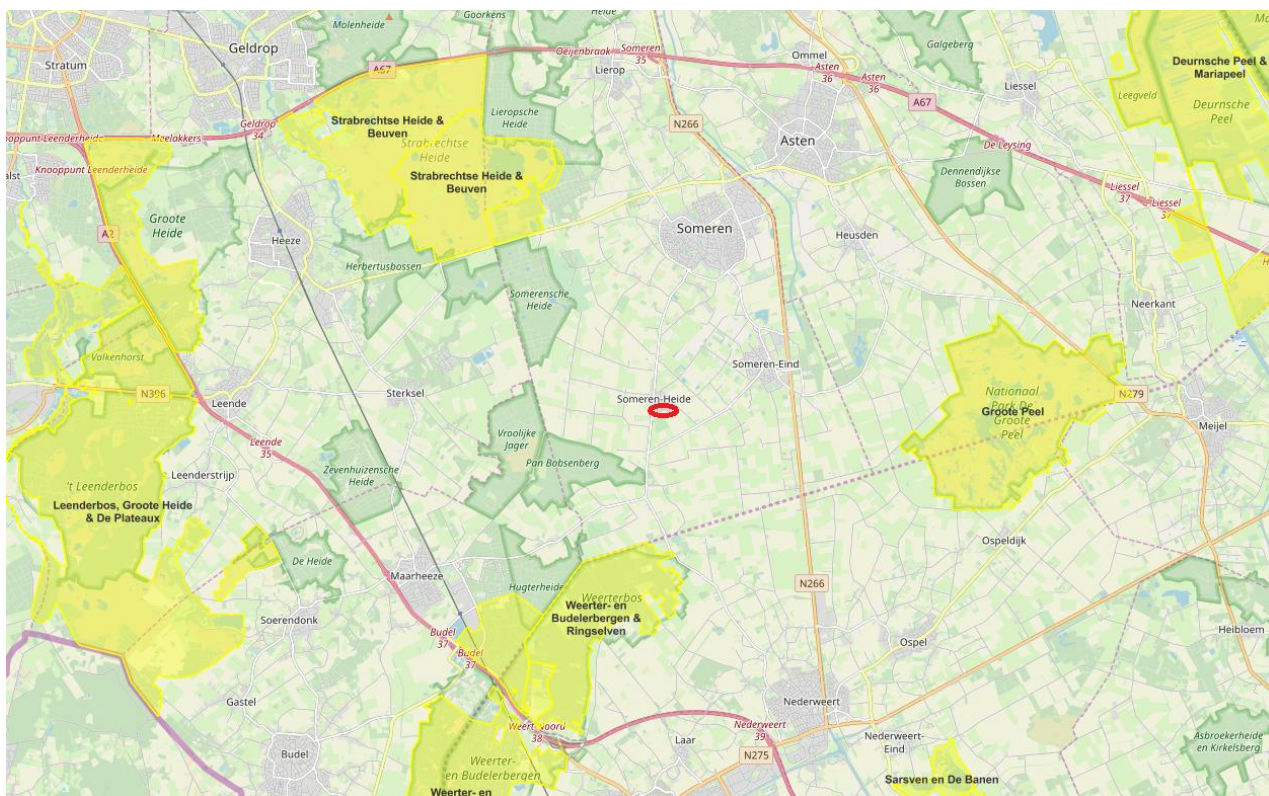 Molenheide
Goorkens
Heide
Geldrop
Stratum
A67
Oeijenbraak
Someren
35
Lierop
Ommel
Asten
36
Asten
36
Galgeberg
Liessel
A67
Deurnsche Peel &
Mariapeel
Leegveld
Deurnsche
Peel
Knooppunt Leenderheide
Meelakkers
Geldrop
34
Strabrechtse Heide &
Beuven
Lieropsche
Heide
N266
Asten
De Leysing
Knooppunt Leenderheide
Strabrechtse
Heide
Strabrechtse Heide &
Beuven
Dennendijkse
Bossen
Liessel
37
Liessel
37
Groote
Heide
A2
Heeze
Someren
Heusden
Herbertusbossen
Somerensche
Heide
Neerkant
Valkenhorst
Someren-Eind
N396
Leende
Sterksel
Someren-Heide
Nationaal
Park De
Groote
Peel
Groote Peel
N279
Meijel
Leende
35
Vroolijke
Jager
Pan Bobsenberg
Leenderstrijp
Zevenhuizensche
Heide
't Leenderbos
Leenderbos, Groote Heide
& De Plateaux
Ospeldijk
De Heide
Maarheeze
Hugterheide
N266
Weerterbos
Weerter- en
Budelerbergen &
Ringselven
Soerendonk
Budel
37
Budel
37
Ospel
Heibloem
Gastel
Nederweert
Weert-Noord
38
Nederweert
39
Laar
Nederweert-
Eind
Asbroekerheide
en Kirkelsberg
Budel
Weerter-
en Budelerbergen
N275
Sarsven en De Banen
Weerter- en